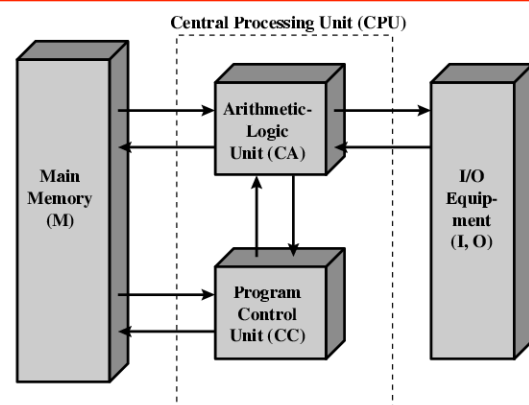 Central Processing Unit (CPU)
Main
Memory
(M)
Arithmetic-
Logic
Unit (CA)
Program
Control
Unit (CC)
I/O
Equip-
ment
(I, O)